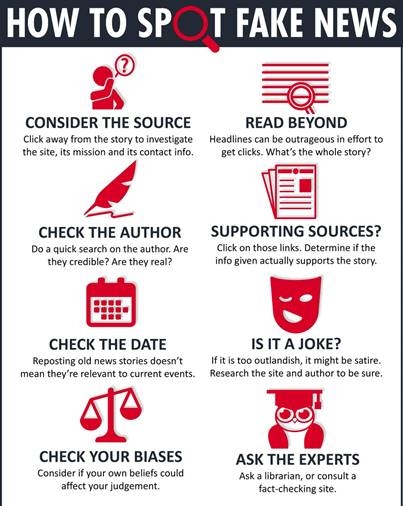 HOW TO SPOT FAKE NEWS
?
CONSIDER THE SOURCE
Click away from the story to investigate
the site, its mission and its contact info.
READ BEYOND
Headlines can be outrageous in effort to
get clicks. What's the whole story?
CHECK THE AUTHOR
Do a quick search on the author. Are
they credible? Are they real?
SUPPORTING SOURCES?
Click on those links. Determine if the
info given actually supports the story.
CHECK THE DATE
Reposting old news stories doesn't
mean they're relevant to current events.
IS IT A JOKE?
If it is too outlandish, it might be satire.
Research the site and author to be sure.
CHECK YOUR BIASES
Consider if your own beliefs could
affect your judgement.
ASK THE EXPERTS
Ask a librarian, or consult a
fact-checking site.